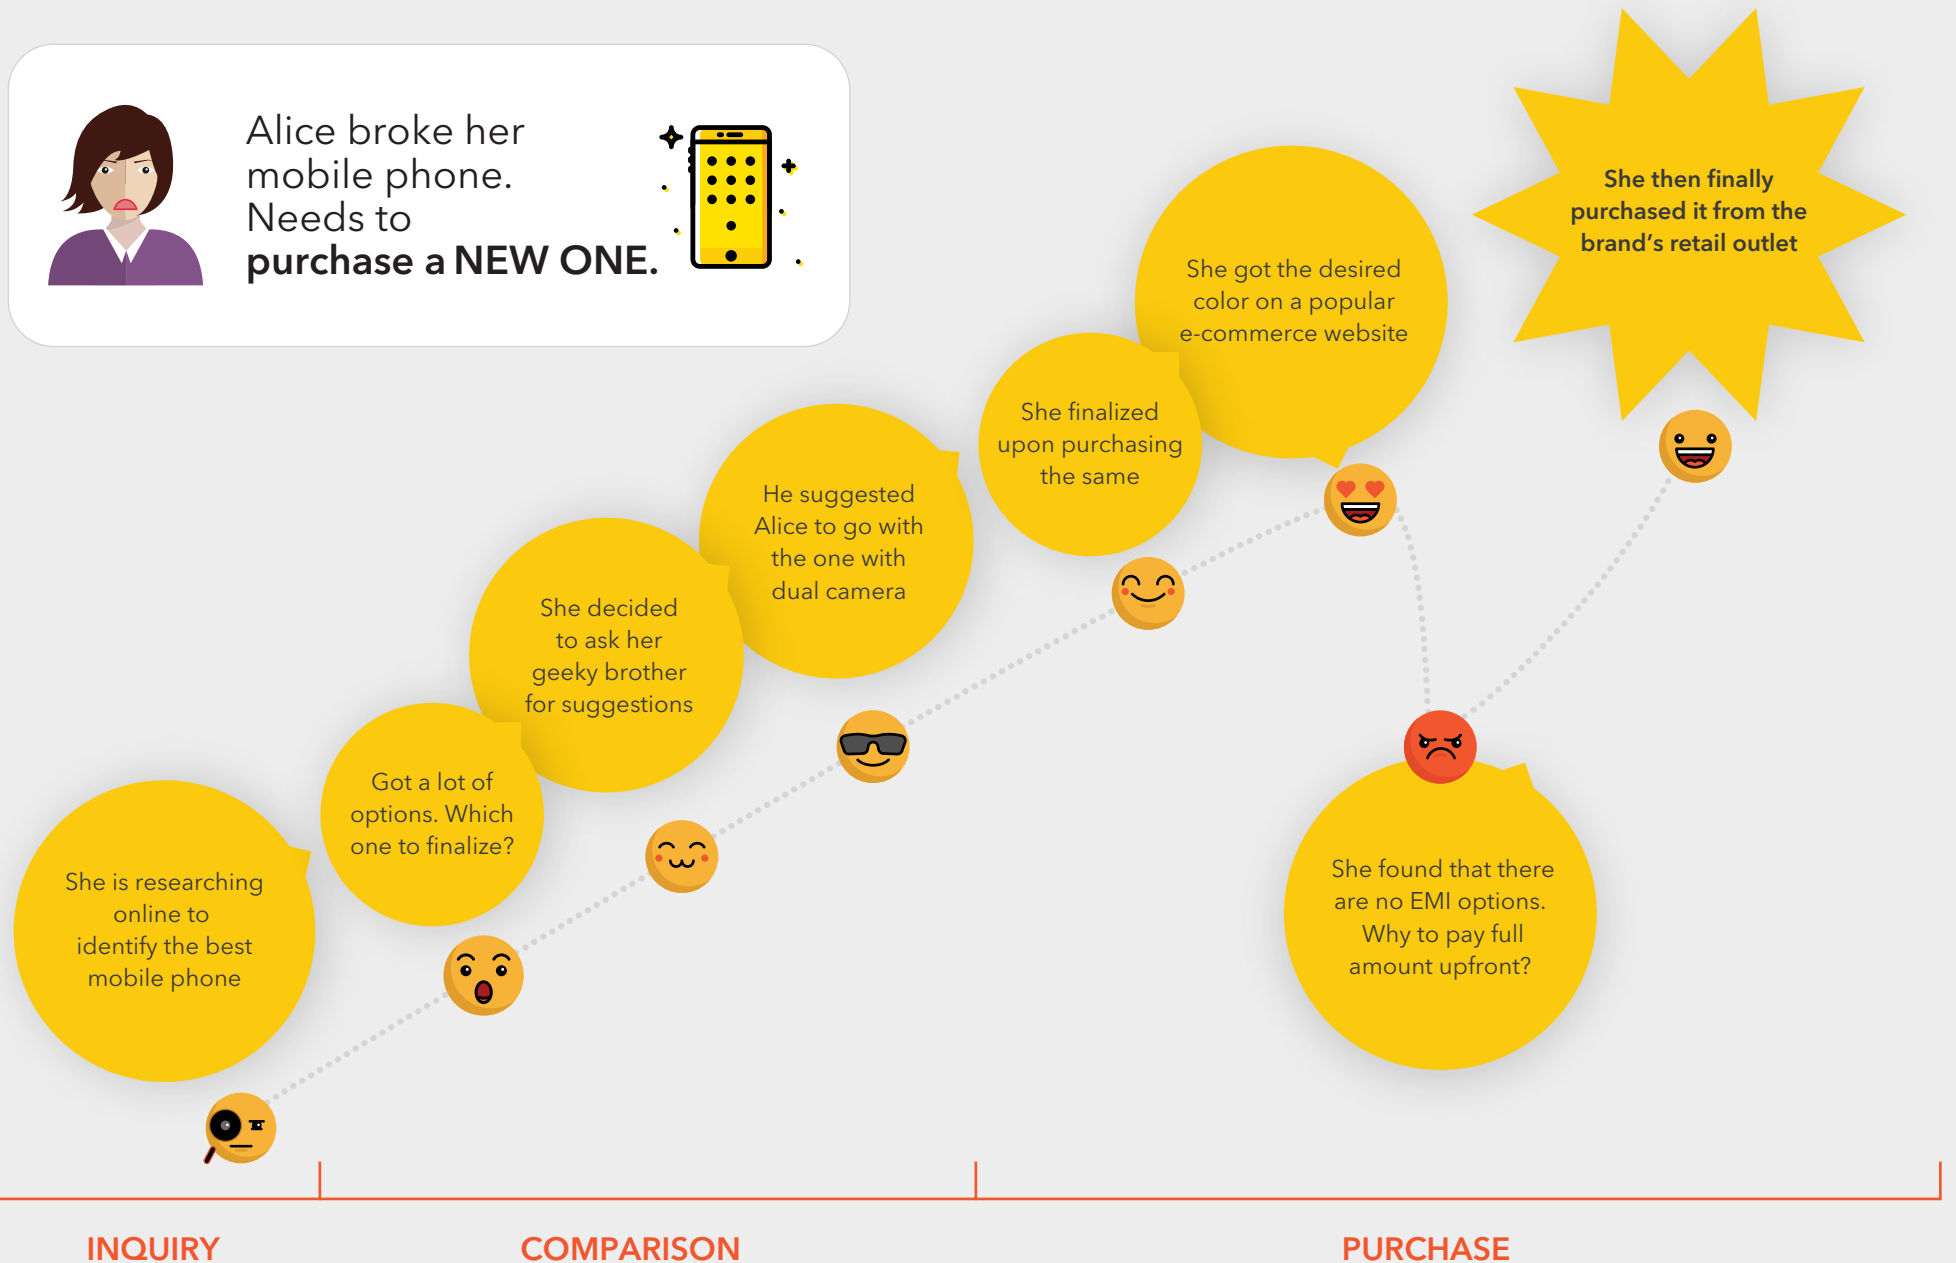 Alice broke her
mobile phone.
Needs to
purchase a NEW ONE.
She is researching
online to
identify the best
mobile phone
Got a lot of
options. Which
one to finalize?
She decided
to ask her
geeky brother
for suggestions
He suggested
Alice to go with
the one with
dual camera
She finalized
upon purchasing
the same
She got the desired
color on a popular
e-commerce website
She found that there
are no EMI options.
Why to pay full
amount upfront?
She then finally
purchased it from the
brand’s retail outlet
INQUIRY
COMPARISON
PURCHASE